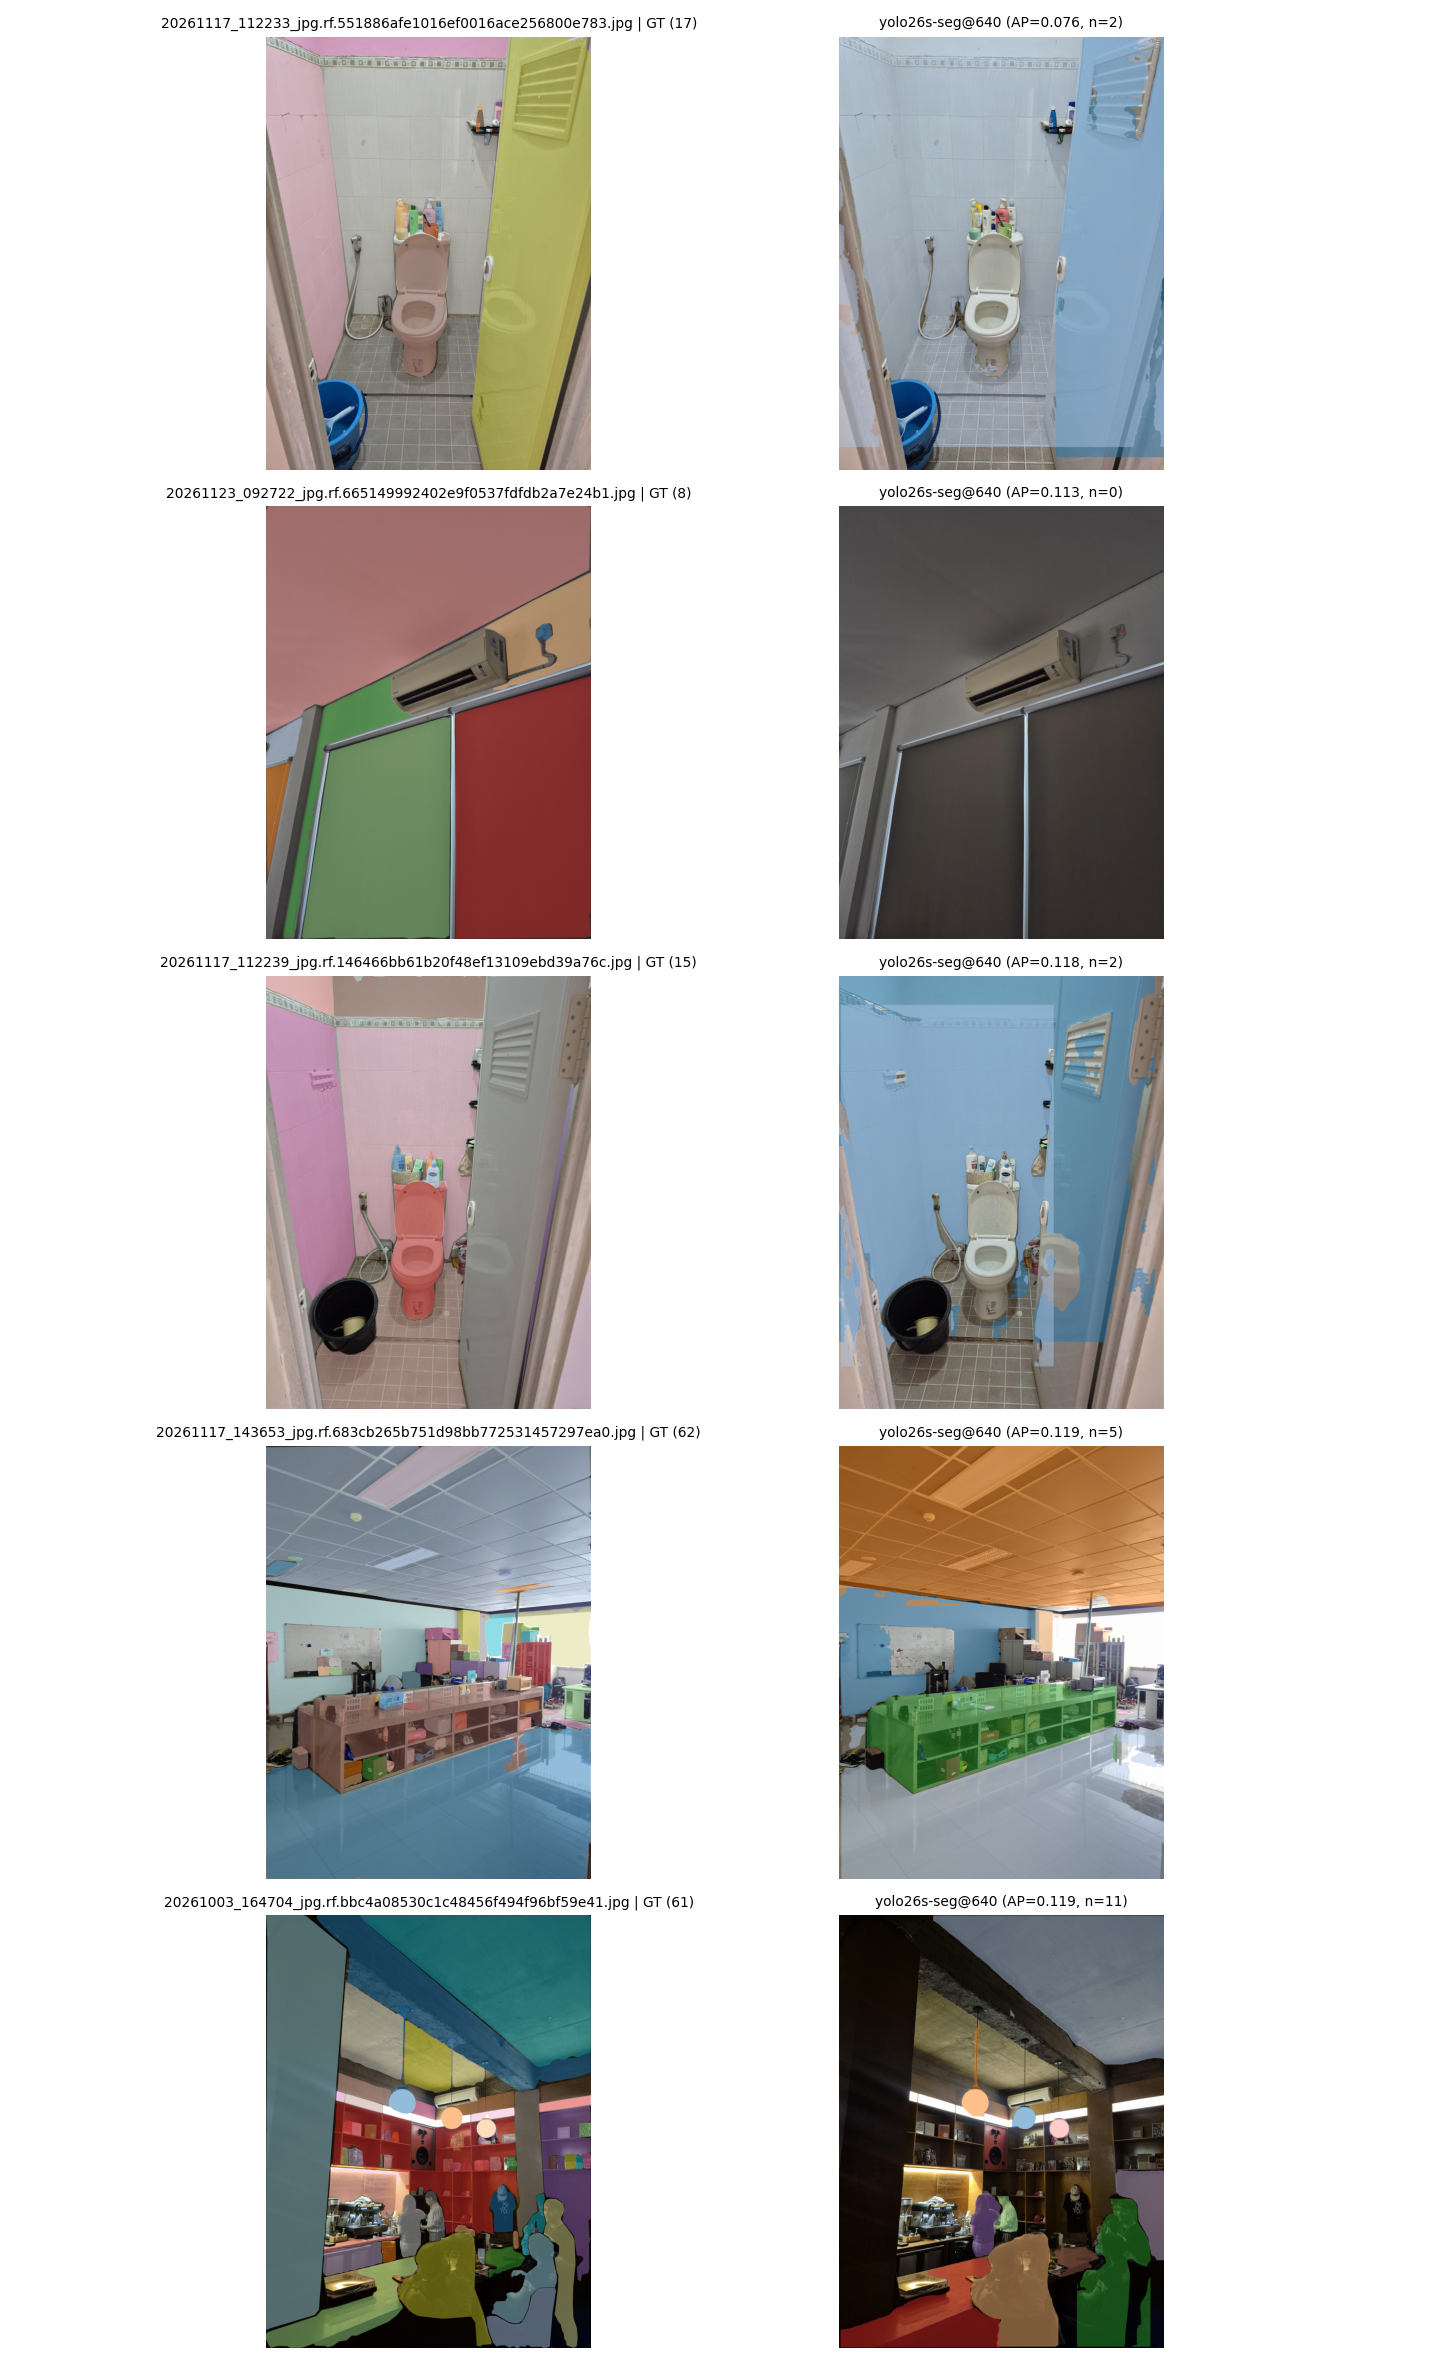 20261117_112233_jpg.rf.551886afe1016ef0016ace256800e783.jpg | GT (17)
yolo26s-seg@640 (AP=0.076, n=2)
20261123_092722_jpg.rf.665149992402e9f0537fdfdb2a7e24b1.jpg | GT (8)
yolo26s-seg@640 (AP=0.113, n=0)
20261117_112239_jpg.rf.146466bb61b20f48ef13109ebd39a76c.jpg | GT (15)
yolo26s-seg@640 (AP=0.118, n=2)
20261117_143653_jpg.rf.683cb265b751d98bb772531457297ea0.jpg | GT (62)
yolo26s-seg@640 (AP=0.119, n=5)
20261003_164704_jpg.rf.bbc4a08530c1c48456f494f96bf59e41.jpg | GT (61)
yolo26s-seg@640 (AP=0.119, n=11)